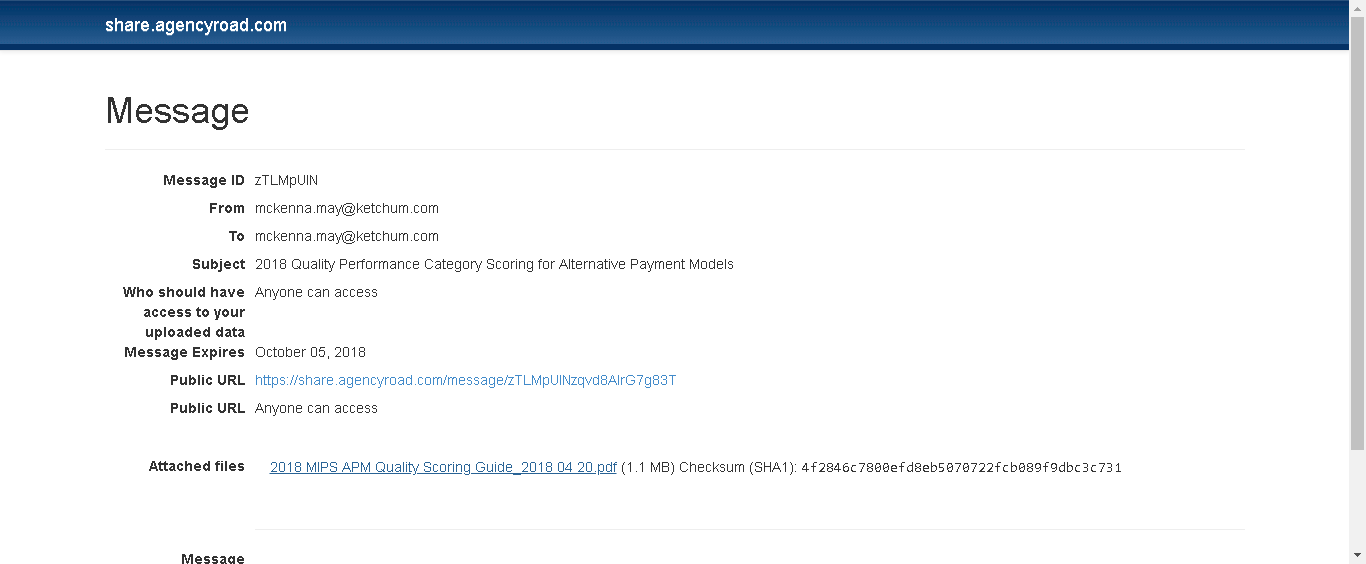 share.agencyroad.com
Message
Message ID zTLMpUlN
From mckenna.may@ketchum.com
To mckenna.may@ketchum.com
Subject 2018 Quality Performance Category Scoring for Alternative Payment Models
Who should have Anyone can access
access to your
uploaded data
Message Expires October 05, 2018
Public URL https://share.agencyroad.com/message/zTLMpUlNzqvd8AlrG7g83T
Public URL Anyone can access
Attached files 2018 MIPS APM Quality Scoring Guide_2018 04 20.pdf (1.1 MB) Checksum (SHA1): 4f2846c7800efd8eb5070722fcb089f9dbc3c731
Message